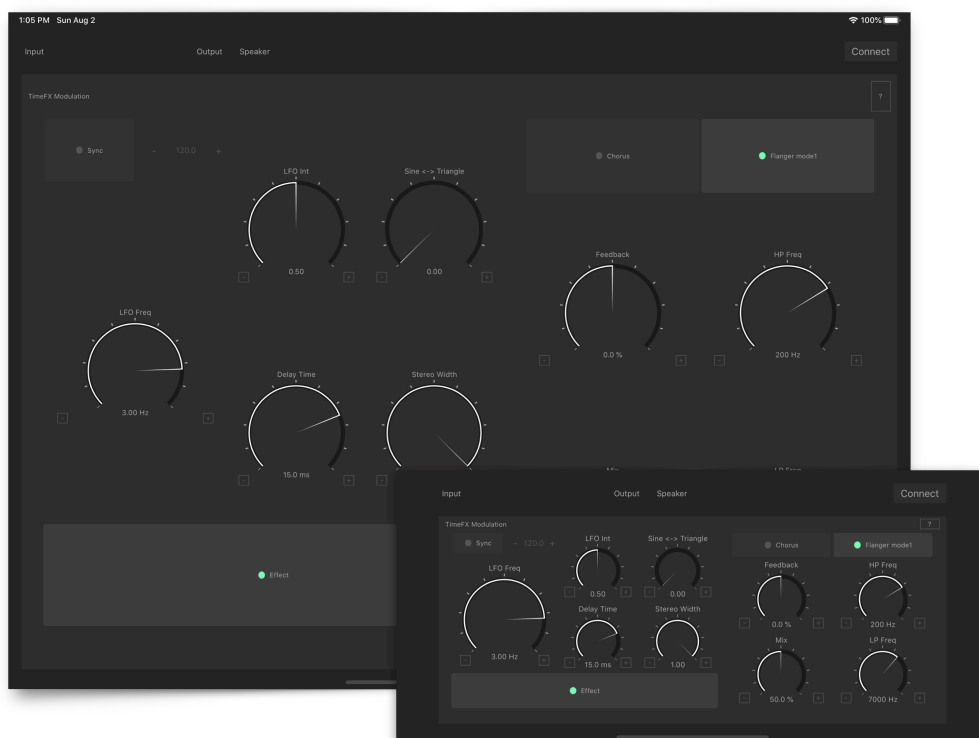 1:05 PM Sun Aug 2 100%
Input Output Speaker Connect
TimeFX Modulation ?
Sync - 120.0 +
Chorus Flanger mode1
LFO Int Sine <-> Triangle
0.50 0.00
- + - +
Feedback HP Freq
0.0 % 200 Hz
- + - +
LFO Freq
3.00 Hz
- +
Delay Time Stereo Width
15.0 ms
- + -
Effect
Input Output Speaker Connect
TimeFX Modulation ?
Sync - 120.0 +
LFO Int Sine <-> Triangle
Chorus Flanger mode1
LFO Freq
Feedback HP Freq
- 0.50 + - 0.00 +
Delay Time Stereo Width
- 0.0 % + - 200 Hz +
Mix LP Freq
- 3.00 Hz + - 15.0 ms + - 1.00 +
Effect
- 50.0 % + - 7000 Hz +